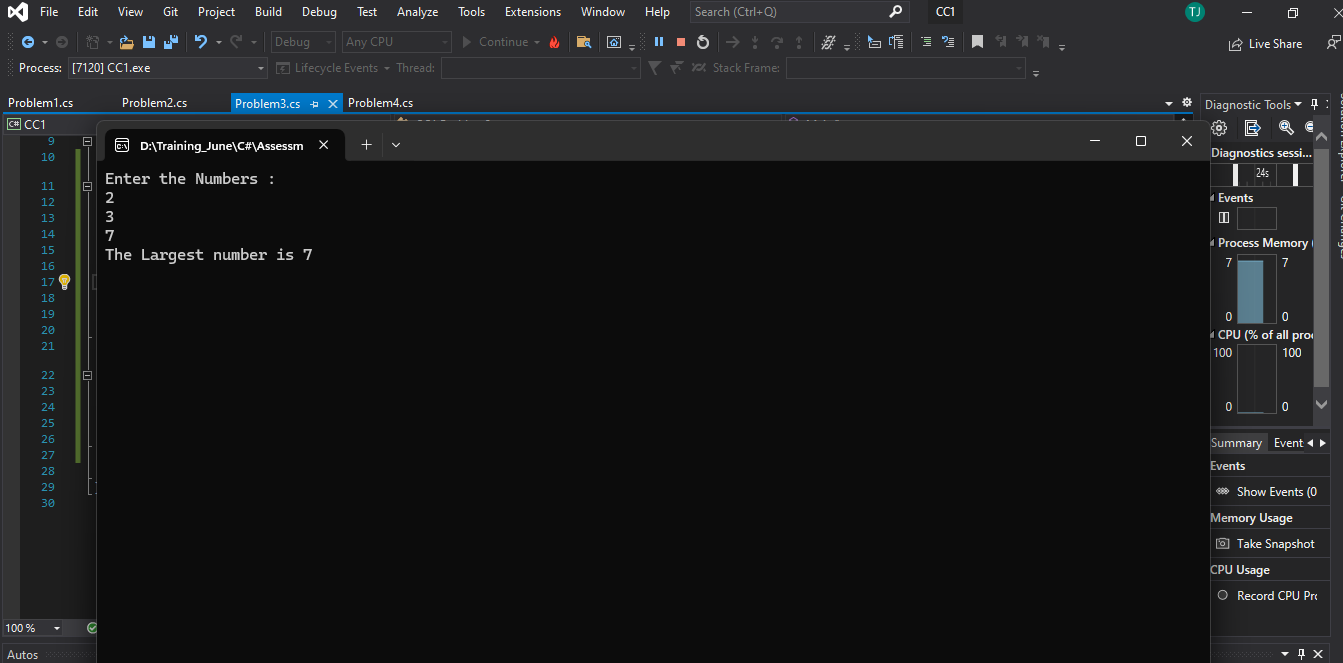 File Edit View Git Project Build Debug Test Analyze Tools Extensions Window Help Search (Ctrl+Q) CC1 TJ
Debug Any CPU Continue Live Share
Process: [7120] CC1.exe Lifecycle Events Thread: Stack Frame:
Problem1.cs Problem2.cs Problem3.cs Problem4.cs
CC1
D:\Training_June\C#\Assessm
Enter the Numbers :
2
3
7
The Largest number is 7
9
10
11
12
13
14
15
16
17
18
19
20
21
22
23
24
25
26
27
28
29
30
100 %
Autos
Diagnostic Tools
Diagnostics sessi...
24s
Events
Process Memory (
7 7
0 0
CPU (% of all proc
100 100
0 0
Summary Event
Events
Show Events (0
Memory Usage
Take Snapshot
CPU Usage
Record CPU Pro